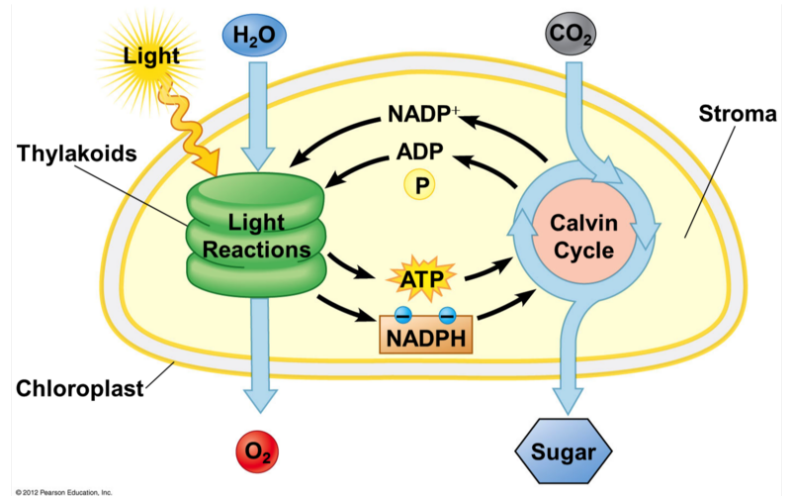 H₂O
CO₂
Light
NADP⁺
Stroma
Thylakoids
ADP
P
Light
Reactions
Calvin
Cycle
ATP
NADPH
Chloroplast
O₂
Sugar
© 2012 Pearson Education, Inc.